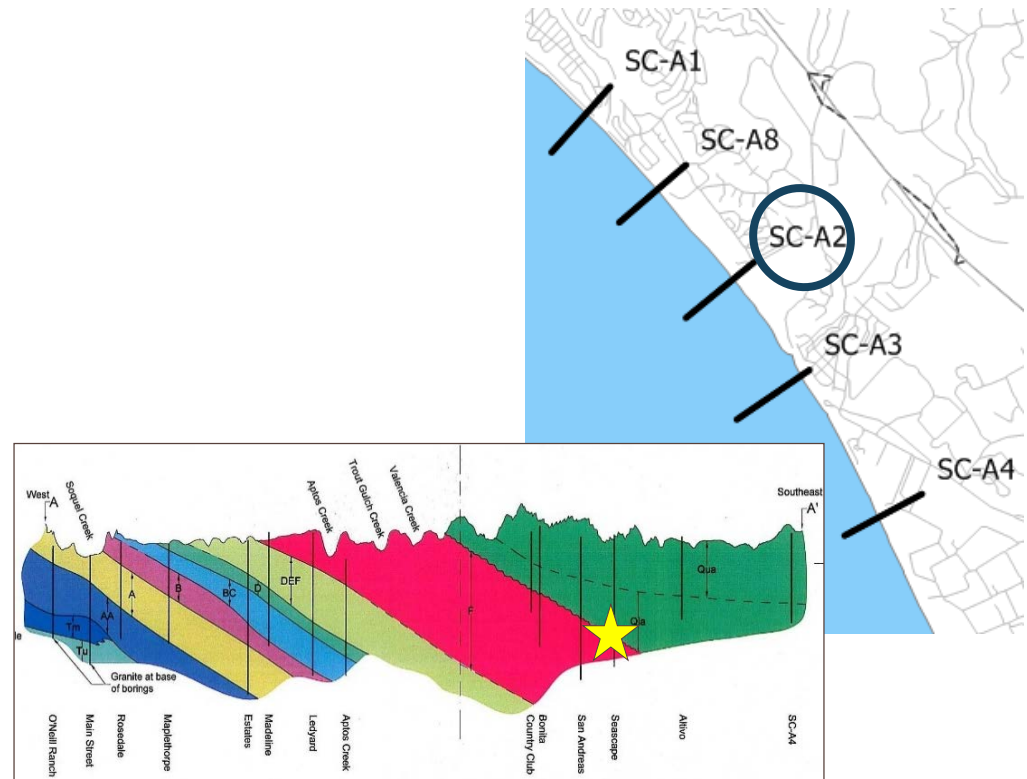 SC-A1
SC-A8
SC-A2
SC-A3
SC-A4
West
A
Soquel Creek
Aptos Creek
Trout Gulch Creek
Valencia Creek
Southeast
A'
A
AA
B
BC
D
DEF
F
Qua
Tm
Tu
le
Granite at base
of borings
O'Neill Ranch
Main Street
Rosedale
Maplethorpe
Estates
Madeline
Ledyard
Aptos Creek
Country Club
Bonita
San Andreas
Seascape
Altivo
SC-A4